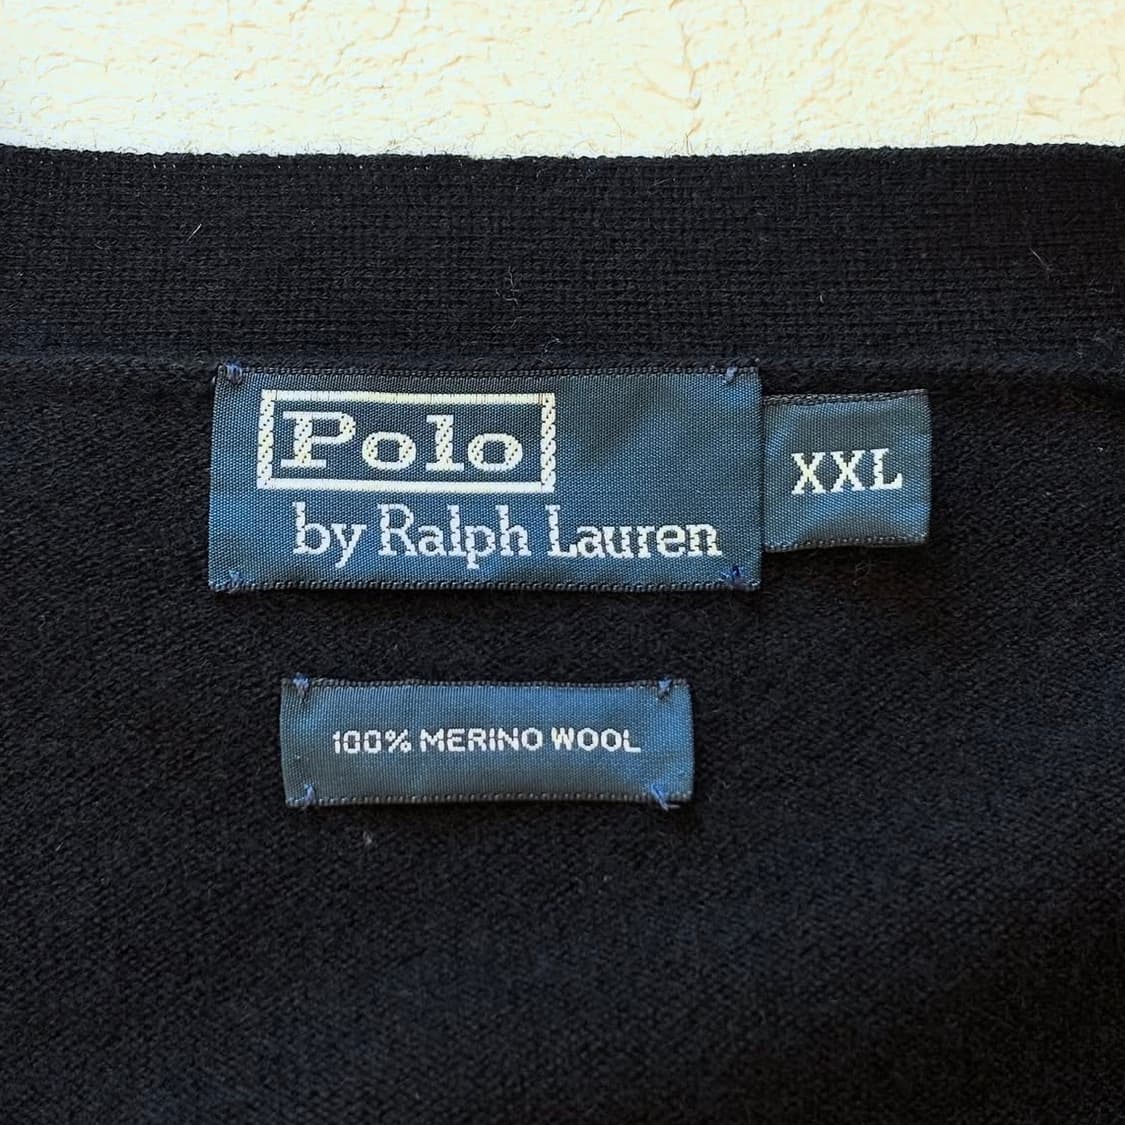 Polo
by Ralph Lauren
XXL
100% MERINO WOOL